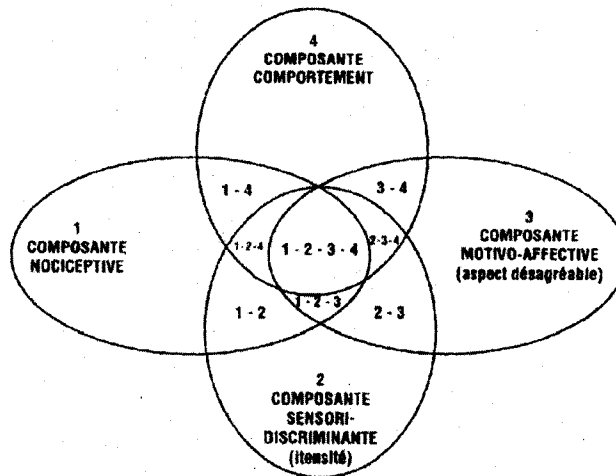 4
COMPOSANTE
COMPORTEMENT
1 - 4
3 - 4
1
COMPOSANTE
NOCICEPTIVE
1-2-4
1 - 2 - 3 - 4
2-3-4
3
COMPOSANTE
MOTIVO-AFFECTIVE
(aspect désagréable)
1 - 2
1 - 2 - 3
2 - 3
2
COMPOSANTE
SENSORI-
DISCRIMINANTE
(itensité)